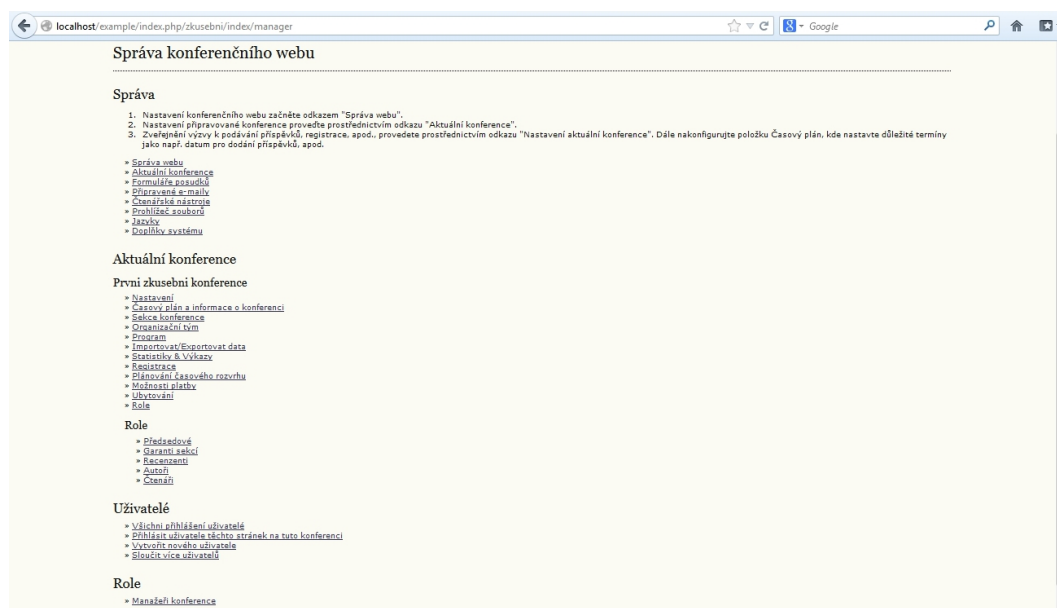 localhost/example/index.php/zkusebni/index/manager
Google
Správa konferenčního webu
Správa
1. Nastavení konferenčního webu začněte odkazem "Správa webu".
2. Nastavení připravované konference proveďte prostřednictvím odkazu "Aktuální konference".
3. Zveřejnění výzvy k podávání příspěvků, registrace, apod., provedete prostřednictvím odkazu "Nastavení aktuální konference". Dále nakonfigurujte položku Časový plán, kde nastavte důležité termíny
jako např. datum pro dodání příspěvků, apod.
» Správa webu
» Aktuální konference
» Formuláře posudků
» Připravené e-maily
» Čtenářské nástroje
» Prohlížeč souborů
» Jazyky
» Doplňky systému
Aktuální konference
Prvni zkusebni konference
» Nastavení
» Časový plán a informace o konferenci
» Sekce konference
» Organizační tým
» Program
» Importovat/Exportovat data
» Statistiky & Výkazy
» Registrace
» Plánování časového rozvrhu
» Možnosti platby
» Ubytování
» Role
Role
» Předsedové
» Garanti sekcí
» Recenzenti
» Autoři
» Čtenáři
Uživatelé
» Všichni přihlášení uživatelé
» Přihlásit uživatele těchto stránek na tuto konferenci
» Vytvořit nového uživatele
» Sloučit více uživatelů
Role
» Manažeři konference